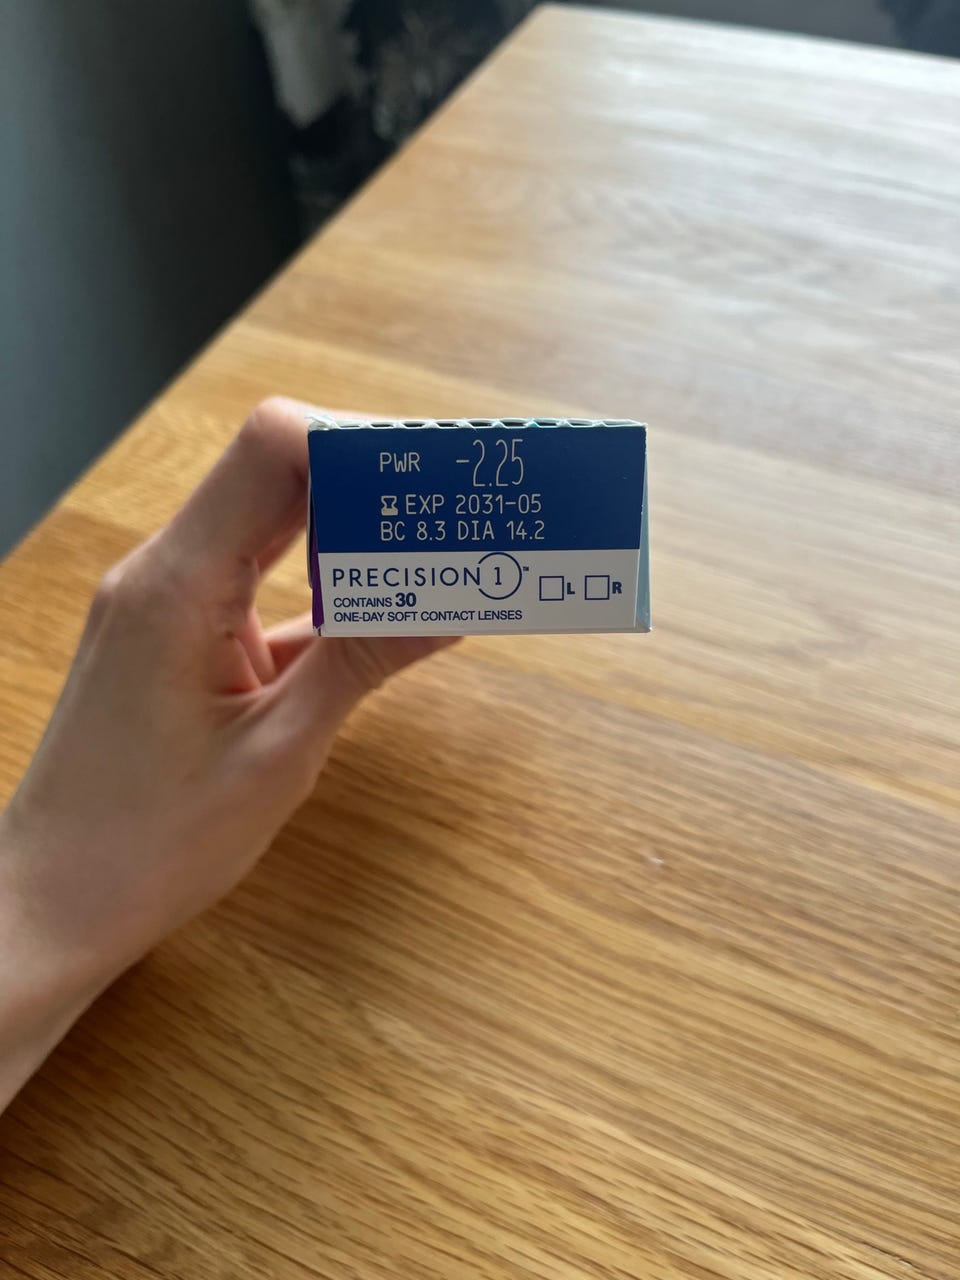 PWR -2.25
EXP 2031-05
BC 8.3 DIA 14.2
PRECISION 1™
L R
CONTAINS 30
ONE-DAY SOFT CONTACT LENSES